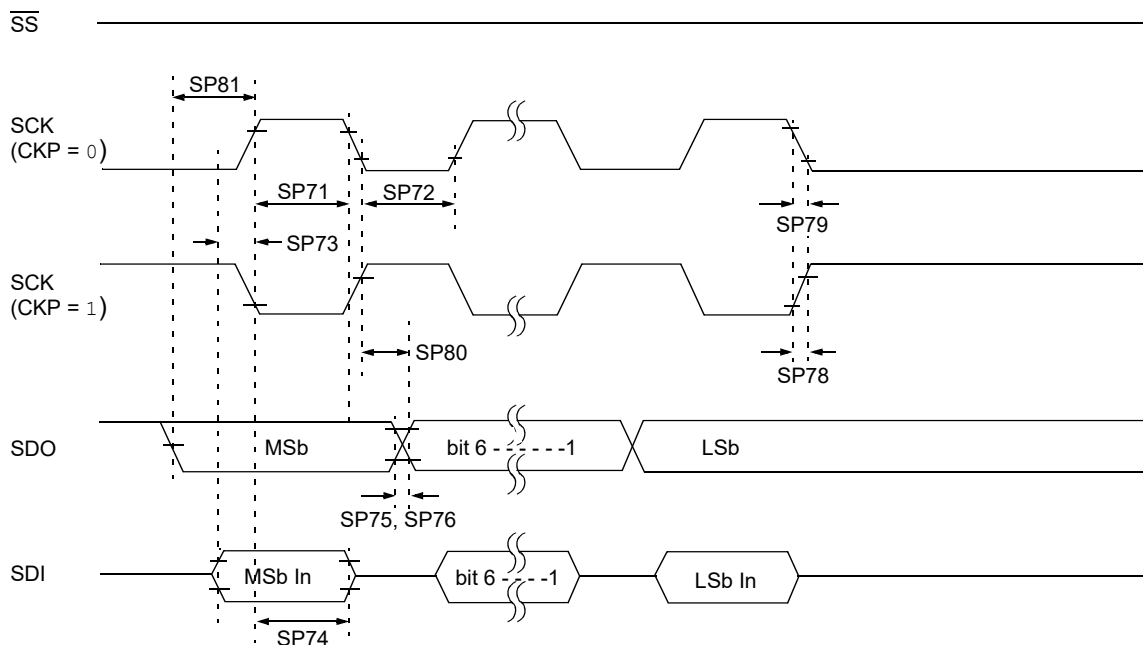 SS
SP81
SCK
(CKP = 0)
SP71
SP72
SP79
SP73
SCK
(CKP = 1)
SP80
SP78
SDO
MSb
bit 6 - - - - - - 1
LSb
SP75, SP76
SDI
MSb In
bit 6 - - - - - - 1
LSb In
SP74